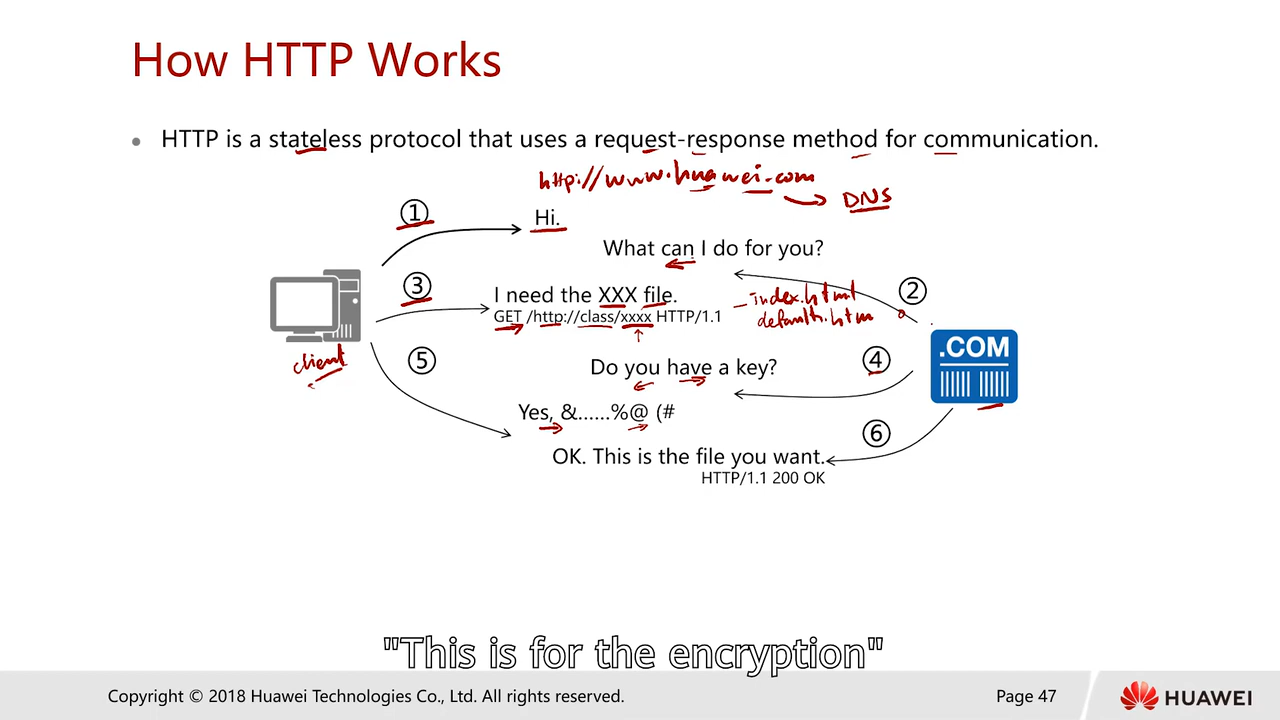 How HTTP Works
• HTTP is a stateless protocol that uses a request-response method for communication.
http://www.huawei.com
DNS
①
Hi.
What can I do for you?
②
③
I need the XXX file.
GET /http://class/xxxx HTTP/1.1
index.html
default.htm
.COM
client
⑤
Do you have a key?
④
Yes, &......%@ (#
⑥
OK. This is the file you want.
HTTP/1.1 200 OK
"This is for the encryption"
Copyright © 2018 Huawei Technologies Co., Ltd. All rights reserved.
Page 47
HUAWEI